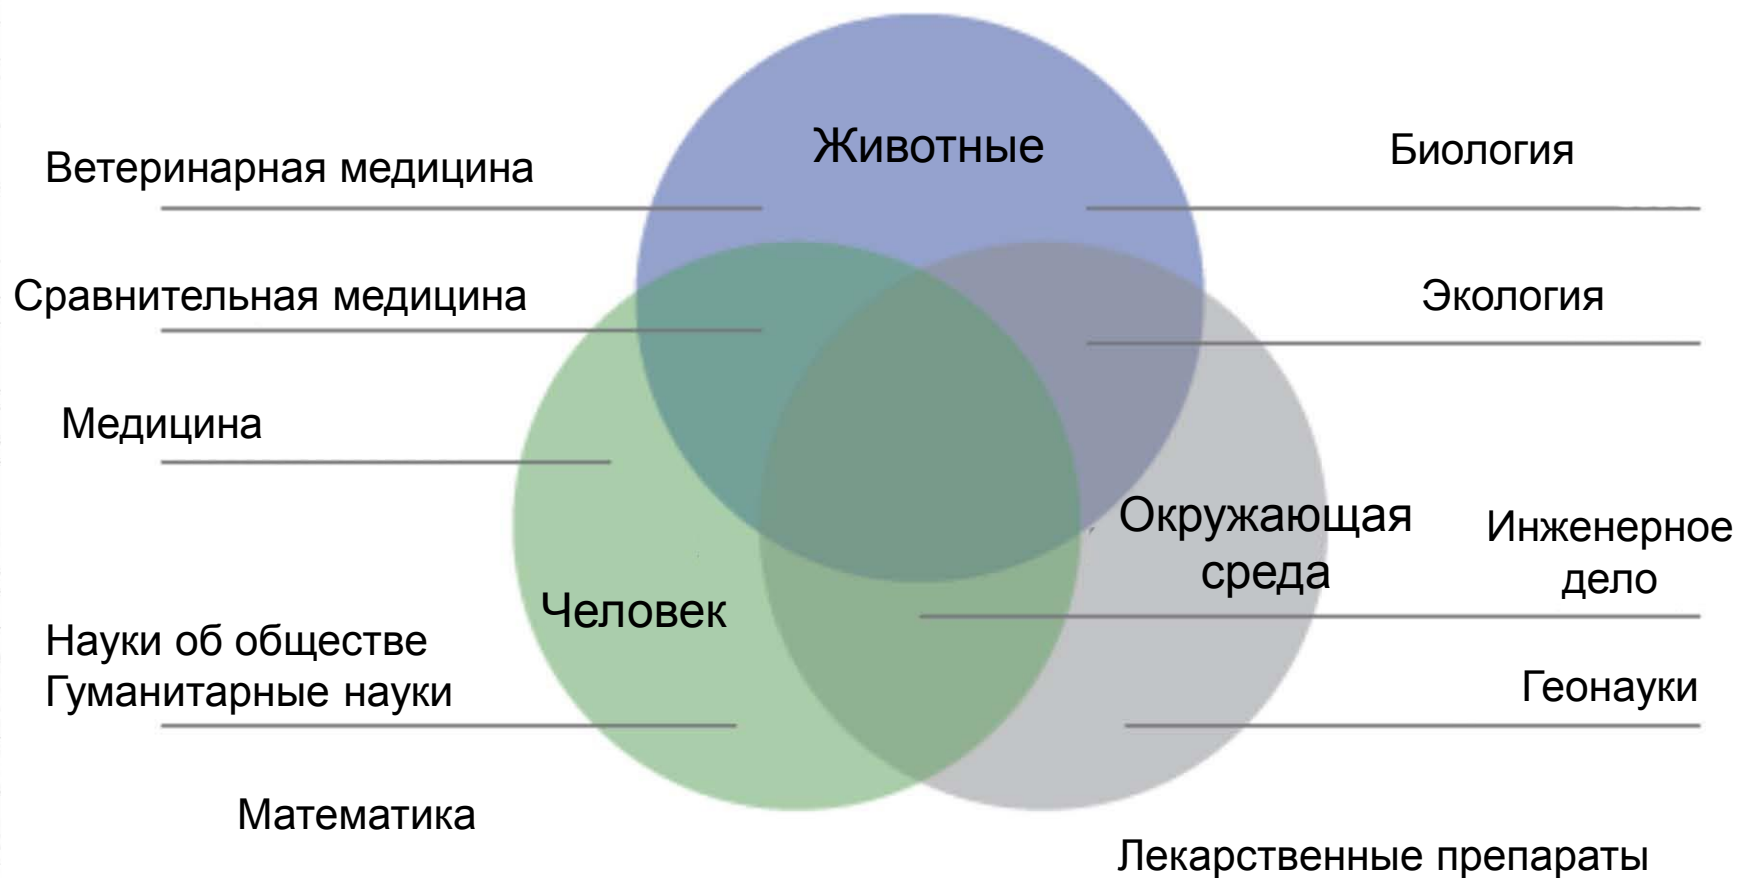 Животные
Ветеринарная медицина
Биология
Сравнительная медицина
Экология
Медицина
Окружающая
среда
Инженерное
дело
Человек
Науки об обществе
Гуманитарные науки
Геонауки
Математика
Лекарственные препараты